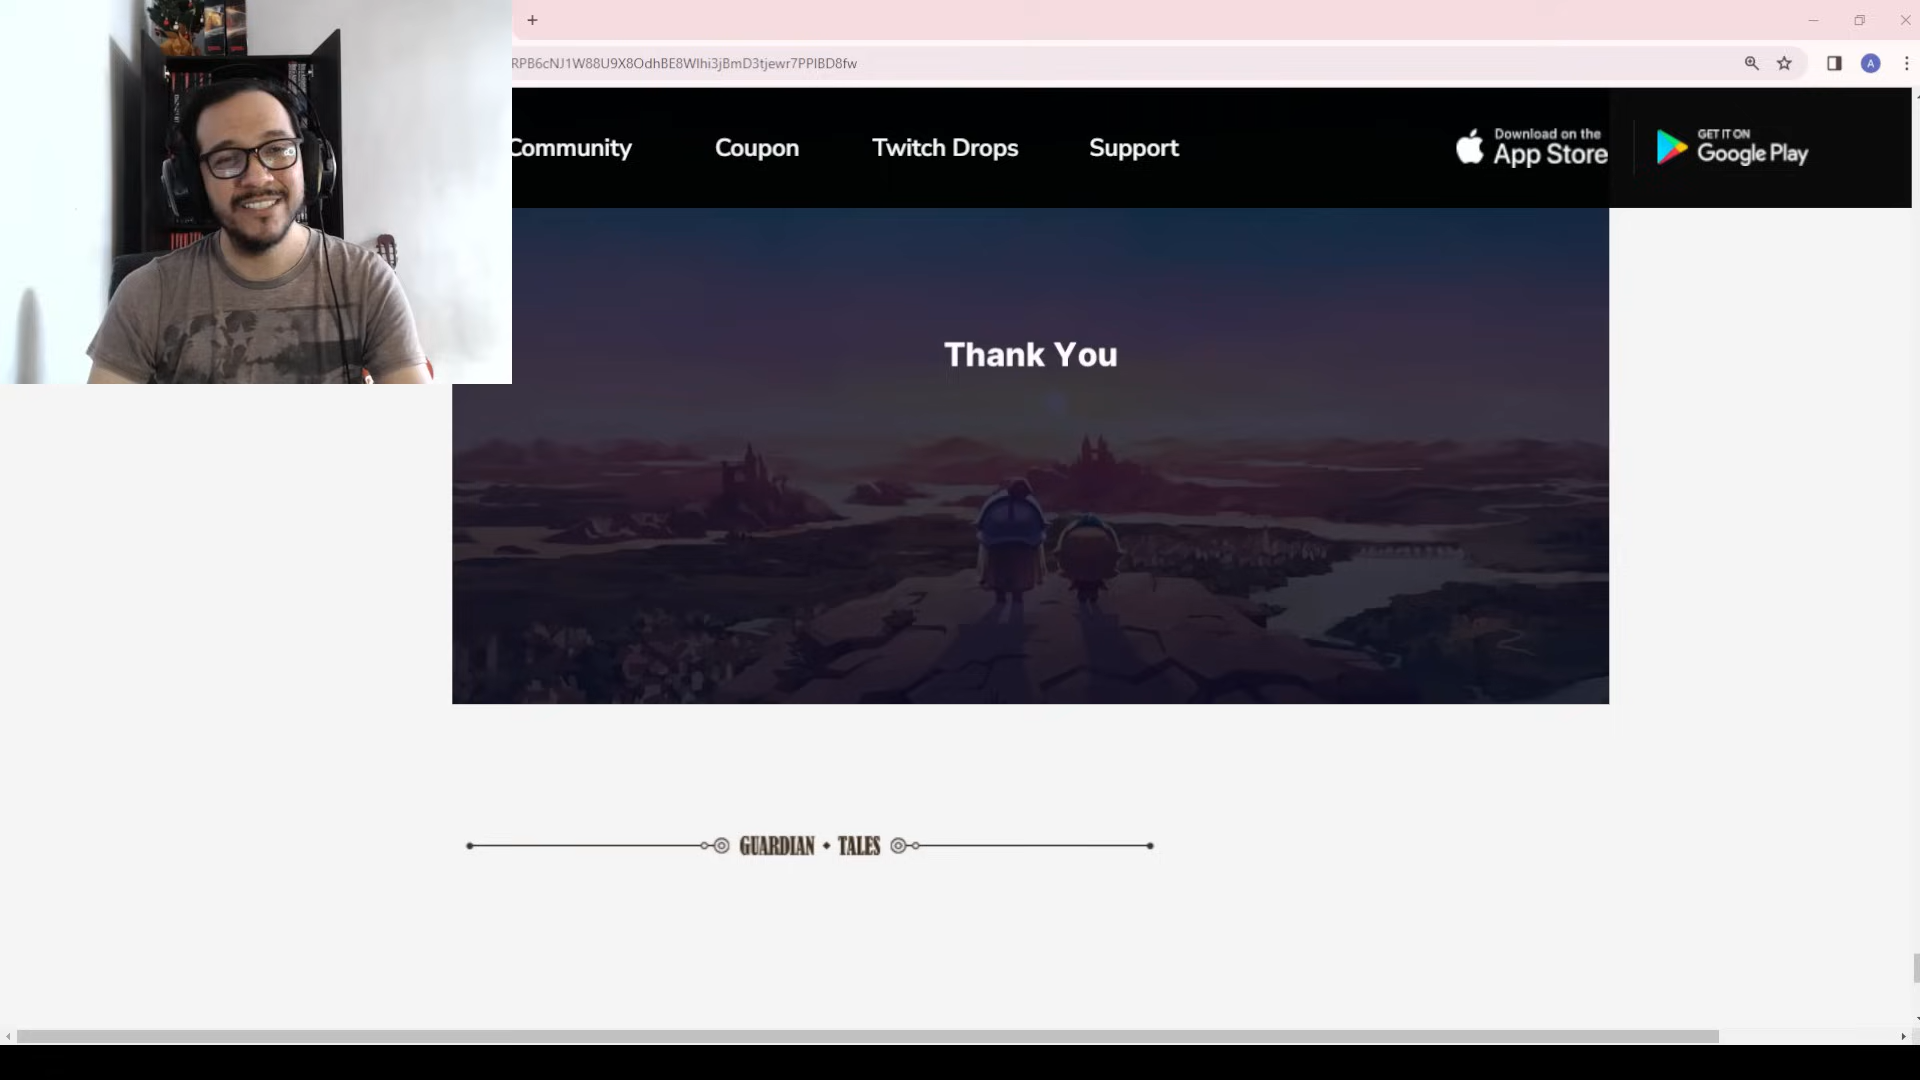 RPB6cNJ1W88U9X8OdhBE8Wlhi3jBmD3tjewr7PPIBD8fw
A
Community
Coupon
Twitch Drops
Support
Download on the
App Store
GET IT ON
Google Play
Thank You
GUARDIAN • TALES